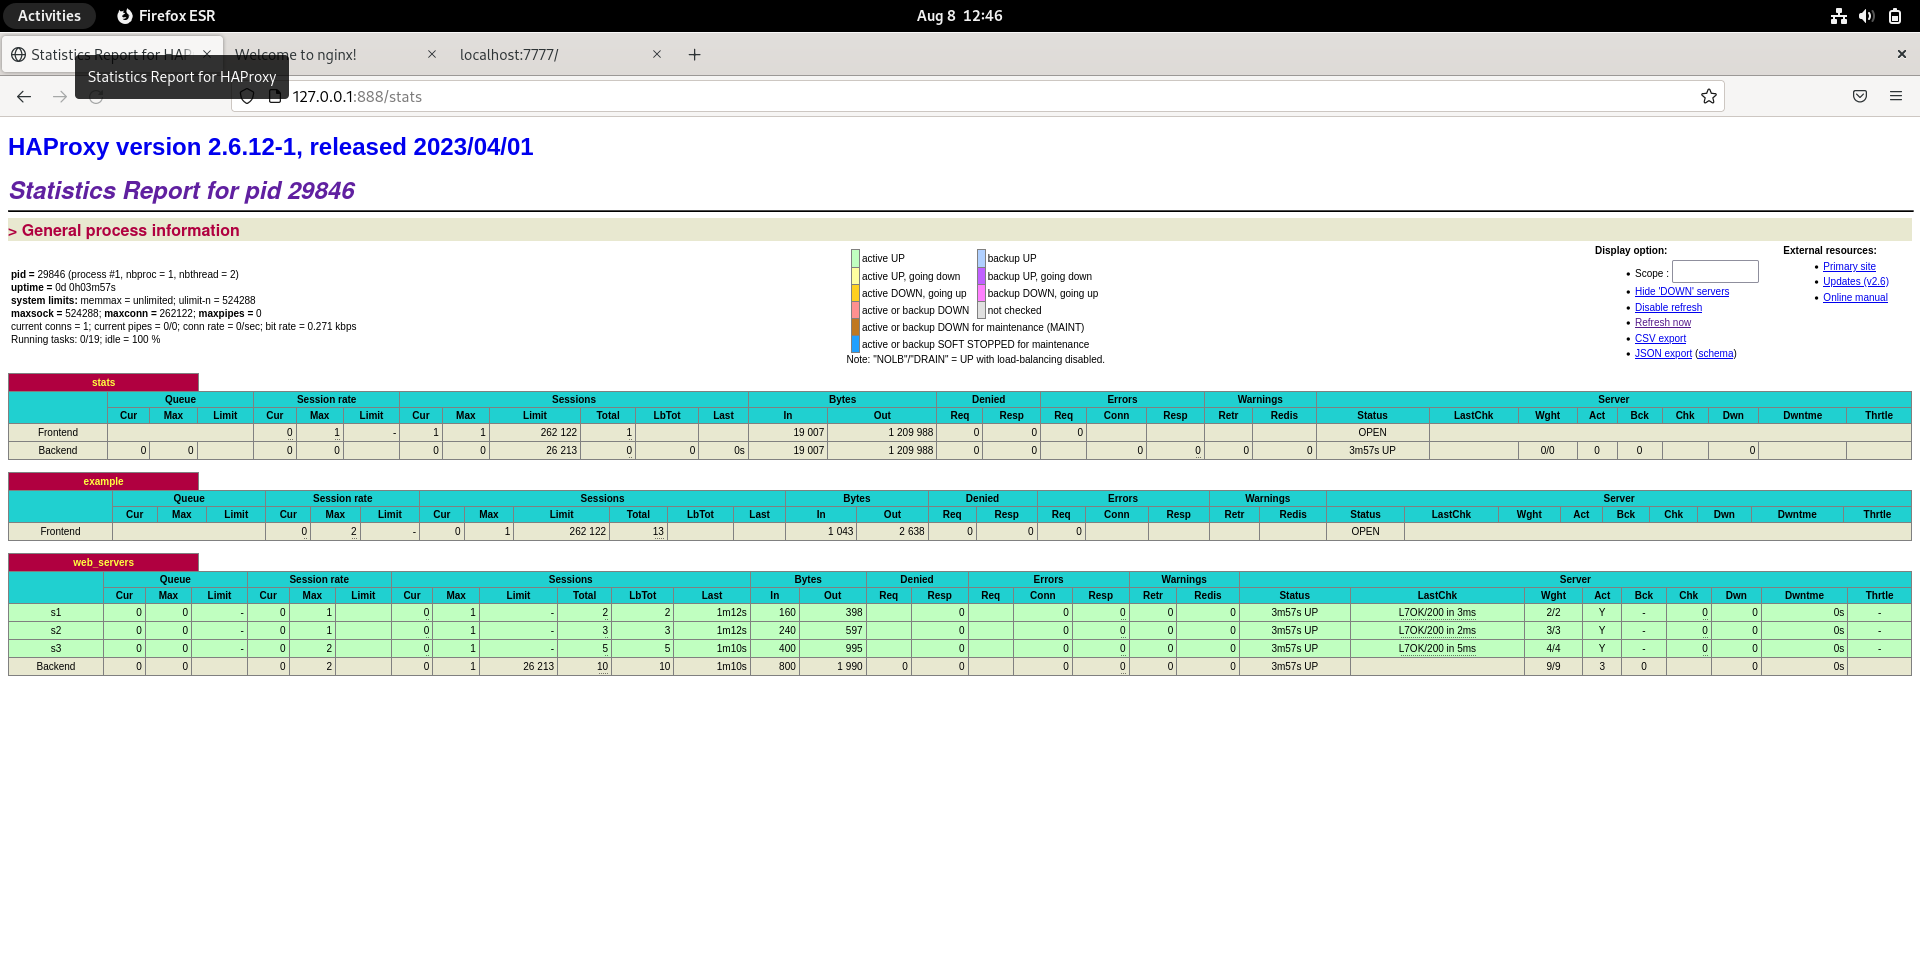 Activities Firefox ESR Aug 8 12:46
Statistics Report for HAP × Welcome to nginx! × localhost:7777/ × + ×
Statistics Report for HAProxy
127.0.0.1:888/stats
HAProxy version 2.6.12-1, released 2023/04/01
Statistics Report for pid 29846
> General process information
pid = 29846 (process #1, nbproc = 1, nbthread = 2)
uptime = 0d 0h03m57s
system limits: memmax = unlimited; ulimit-n = 524288
maxsock = 524288; maxconn = 262122; maxpipes = 0
current conns = 1; current pipes = 0/0; conn rate = 0/sec; bit rate = 0.271 kbps
Running tasks: 0/19; idle = 100 %
active UP backup UP
active UP, going down backup UP, going down
active DOWN, going up backup DOWN, going up
active or backup DOWN not checked
active or backup DOWN for maintenance (MAINT)
active or backup SOFT STOPPED for maintenance
Note: "NOLB"/"DRAIN" = UP with load-balancing disabled.
Display option:
• Scope :
• Hide 'DOWN' servers
• Disable refresh
• Refresh now
• CSV export
• JSON export (schema)
External resources:
• Primary site
• Updates (v2.6)
• Online manual
stats
Queue Session rate Sessions Bytes Denied Errors Warnings Server
Cur Max Limit Cur Max Limit Cur Max Limit Total LbTot Last In Out Req Resp Req Conn Resp Retr Redis Status LastChk Wght Act Bck Chk Dwn Dwntme Thrtle
Frontend 0 1 - 1 1 262 122 1 19 007 1 209 988 0 0 0 OPEN
Backend 0 0 0 0 0 0 26 213 0 0 0s 19 007 1 209 988 0 0 0 0 0 0 3m57s UP 0/0 0 0 0
example
Queue Session rate Sessions Bytes Denied Errors Warnings Server
Cur Max Limit Cur Max Limit Cur Max Limit Total LbTot Last In Out Req Resp Req Conn Resp Retr Redis Status LastChk Wght Act Bck Chk Dwn Dwntme Thrtle
Frontend 0 2 - 0 1 262 122 13 1 043 2 638 0 0 0 OPEN
web_servers
Queue Session rate Sessions Bytes Denied Errors Warnings Server
Cur Max Limit Cur Max Limit Cur Max Limit Total LbTot Last In Out Req Resp Req Conn Resp Retr Redis Status LastChk Wght Act Bck Chk Dwn Dwntme Thrtle
s1 0 0 - 0 1 0 1 - 2 2 1m12s 160 398 0 0 0 0 0 3m57s UP L7OK/200 in 3ms 2/2 Y - 0 0 0s -
s2 0 0 - 0 1 0 1 - 3 3 1m12s 240 597 0 0 0 0 0 3m57s UP L7OK/200 in 2ms 3/3 Y - 0 0 0s -
s3 0 0 - 0 2 0 1 - 5 5 1m10s 400 995 0 0 0 0 0 3m57s UP L7OK/200 in 5ms 4/4 Y - 0 0 0s -
Backend 0 0 0 2 0 1 26 213 10 10 1m10s 800 1 990 0 0 0 0 0 0 3m57s UP 9/9 3 0 0 0s